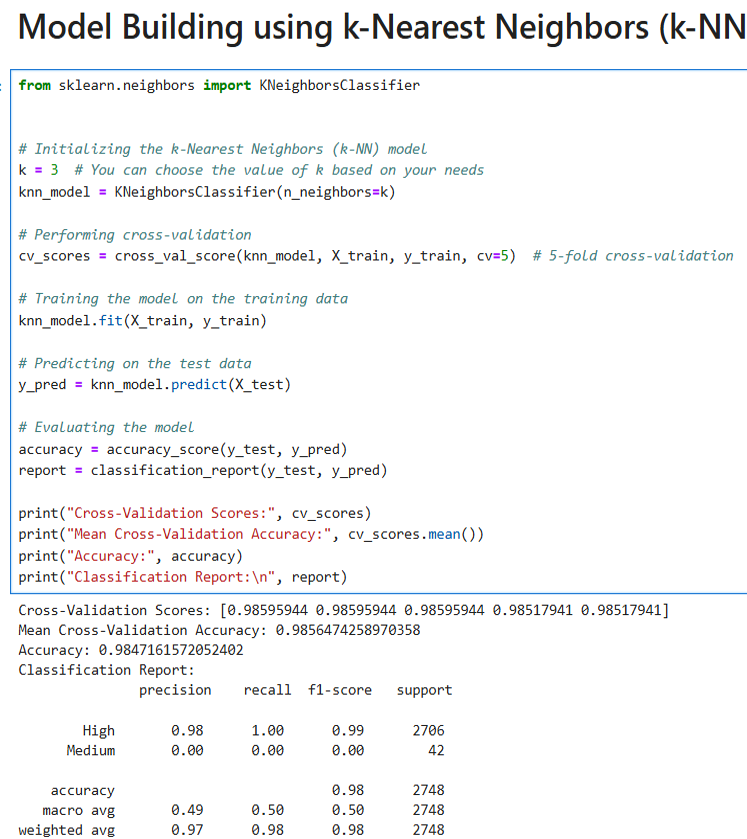 Model Building using k-Nearest Neighbors (k-NN
from sklearn.neighbors import KNeighborsClassifier
# Initializing the k-Nearest Neighbors (k-NN) model
k = 3  # You can choose the value of k based on your needs
knn_model = KNeighborsClassifier(n_neighbors=k)
# Performing cross-validation
cv_scores = cross_val_score(knn_model, X_train, y_train, cv=5)  # 5-fold cross-validation
# Training the model on the training data
knn_model.fit(X_train, y_train)
# Predicting on the test data
y_pred = knn_model.predict(X_test)
# Evaluating the model
accuracy = accuracy_score(y_test, y_pred)
report = classification_report(y_test, y_pred)
print("Cross-Validation Scores:", cv_scores)
print("Mean Cross-Validation Accuracy:", cv_scores.mean())
print("Accuracy:", accuracy)
print("Classification Report:\n", report)
Cross-Validation Scores: [0.98595944 0.98595944 0.98595944 0.98517941 0.98517941]
Mean Cross-Validation Accuracy: 0.9856474258970358
Accuracy: 0.9847161572052402
Classification Report:
precision    recall  f1-score   support
High       0.98      1.00      0.99      2706
Medium       0.00      0.00      0.00        42
accuracy                           0.98      2748
macro avg       0.49      0.50      0.50      2748
weighted avg       0.97      0.98      0.98      2748